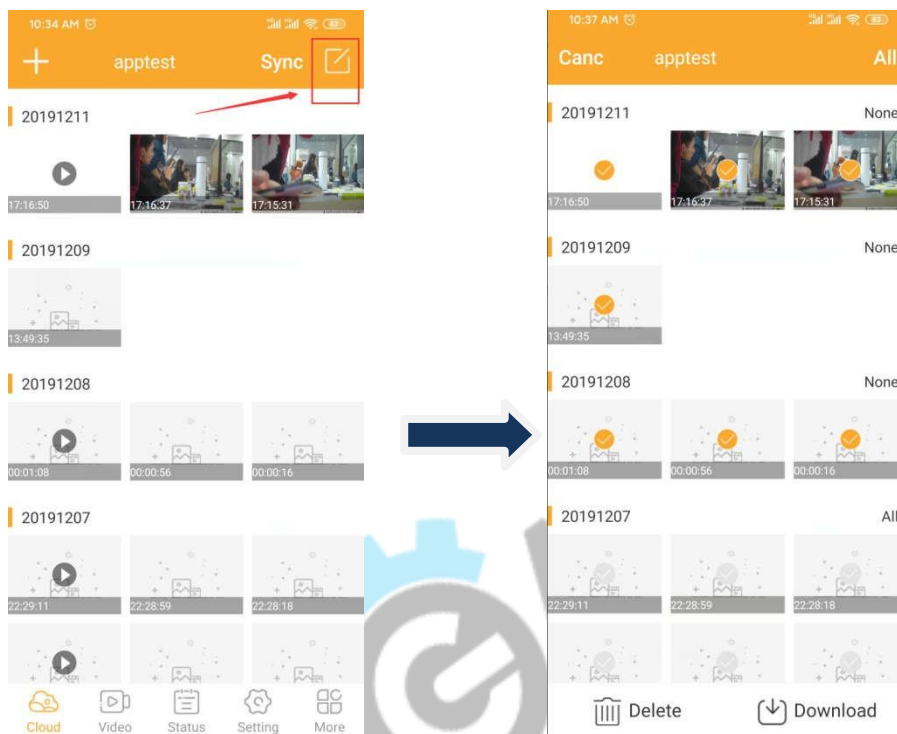 10:34 AM
82
apptest
Sync
20191211
17:16:50
17:16:37
17:15:31
20191209
13:49:35
20191208
00:01:08
00:00:56
00:00:16
20191207
22:29:11
22:28:59
22:28:18
Cloud
Video
Status
Setting
More
10:37 AM
82
Canc
apptest
All
20191211
None
17:16:50
17:16:37
17:15:31
20191209
None
13:49:35
20191208
None
00:01:08
00:00:56
00:00:16
20191207
All
22:29:11
22:28:59
22:28:18
Delete
Download